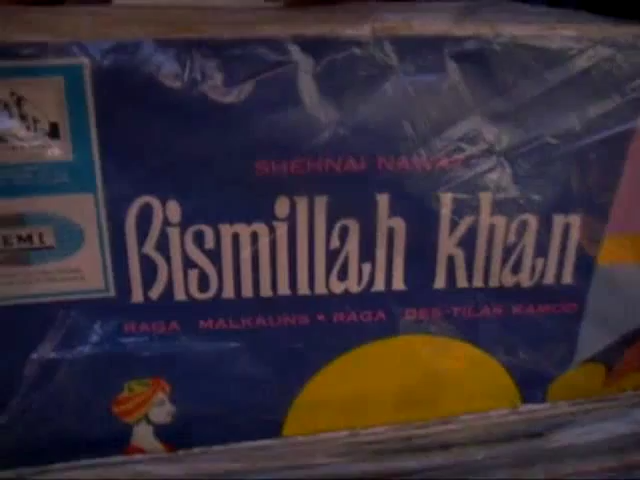 SHEHNAI NAWAZ
Bismillah Khan
RAGA MALKAUNS • RAGA DES-TILAK KAMOD
EMI